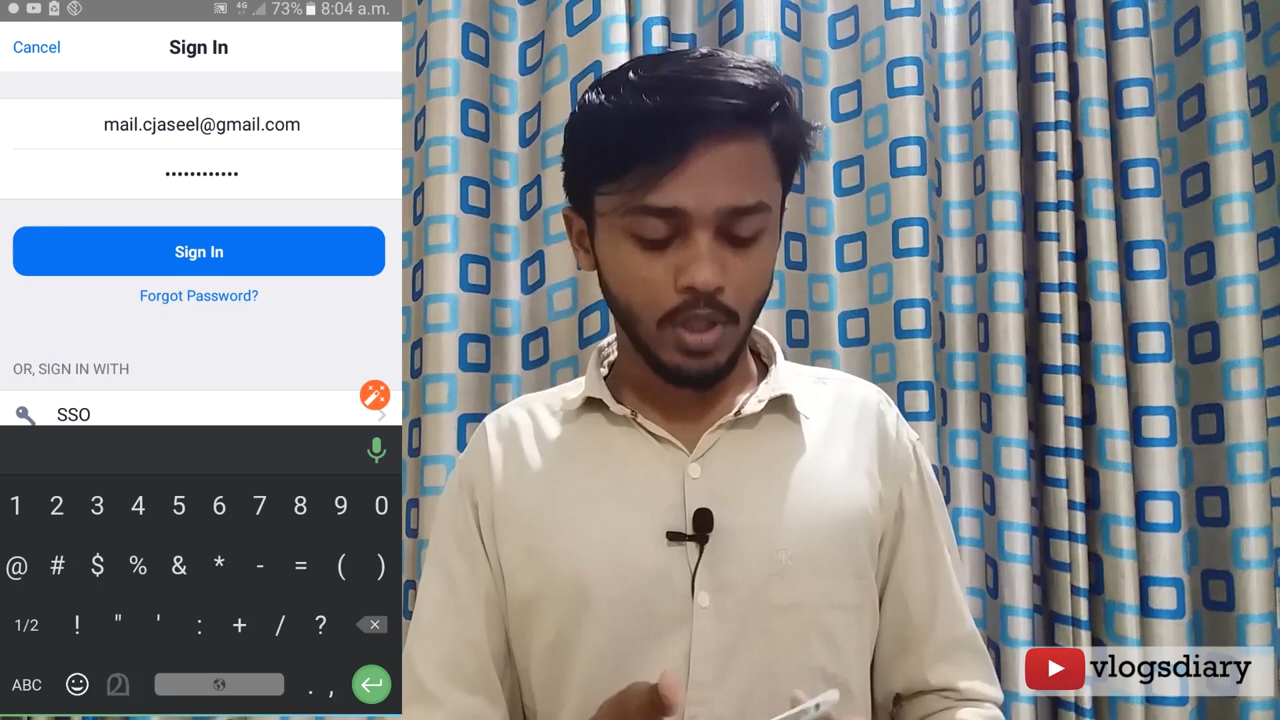 4G 73% 8:04 a.m.
Cancel Sign In
mail.cjaseel@gmail.com
••••••••••••
Sign In
Forgot Password?
OR, SIGN IN WITH
SSO
1 2 3 4 5 6 7 8 9 0
@ # $ % & * - = ( )
1/2 ! " ' : + / ?
ABC . ,
vlogsdiary